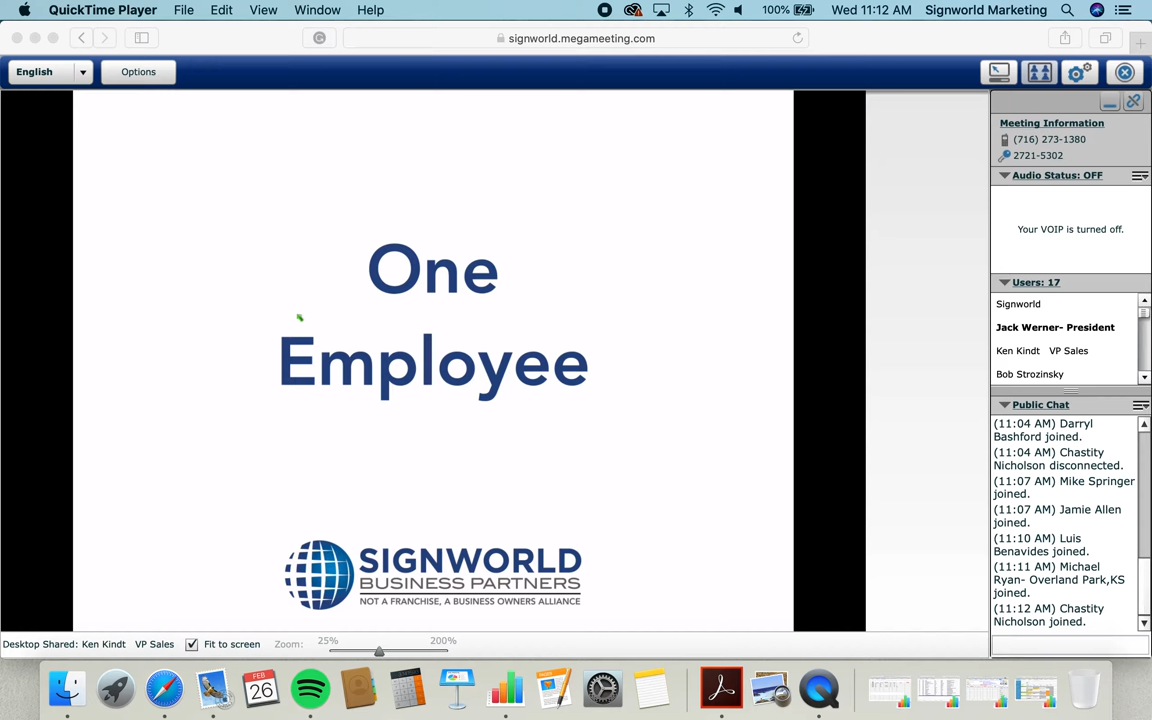 QuickTime Player File Edit View Window Help 100% Wed 11:12 AM Signworld Marketing
signworld.megameeting.com
English Options
Meeting Information
(716) 273-1380
2721-5302
Audio Status: OFF
Your VOIP is turned off.
Users: 17
Signworld
Jack Werner- President
Ken Kindt VP Sales
Bob Strozinsky
Public Chat
(11:04 AM) Darryl
Bashford joined.
(11:04 AM) Chastity
Nicholson disconnected.
(11:07 AM) Mike Springer
joined.
(11:07 AM) Jamie Allen
joined.
(11:10 AM) Luis
Benavides joined.
(11:11 AM) Michael
Ryan- Overland Park,KS
joined.
(11:12 AM) Chastity
Nicholson joined.
One
Employee
SIGNWORLD
BUSINESS PARTNERS
NOT A FRANCHISE, A BUSINESS OWNERS ALLIANCE
Desktop Shared: Ken Kindt VP Sales Fit to screen Zoom: 25% 200%
FEB
26